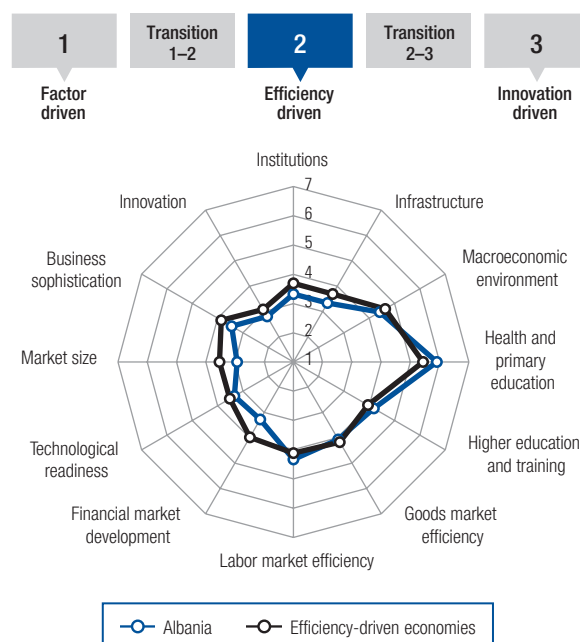 1
Transition
1–2
2
Transition
2–3
3
Factor
driven
Efficiency
driven
Innovation
driven
Institutions
Infrastructure
Macroeconomic
environment
Health and
primary
education
Higher education
and training
Goods market
efficiency
Labor market efficiency
Financial market
development
Technological
readiness
Market size
Business
sophistication
Innovation
7
6
5
4
3
2
1
Albania
Efficiency-driven economies